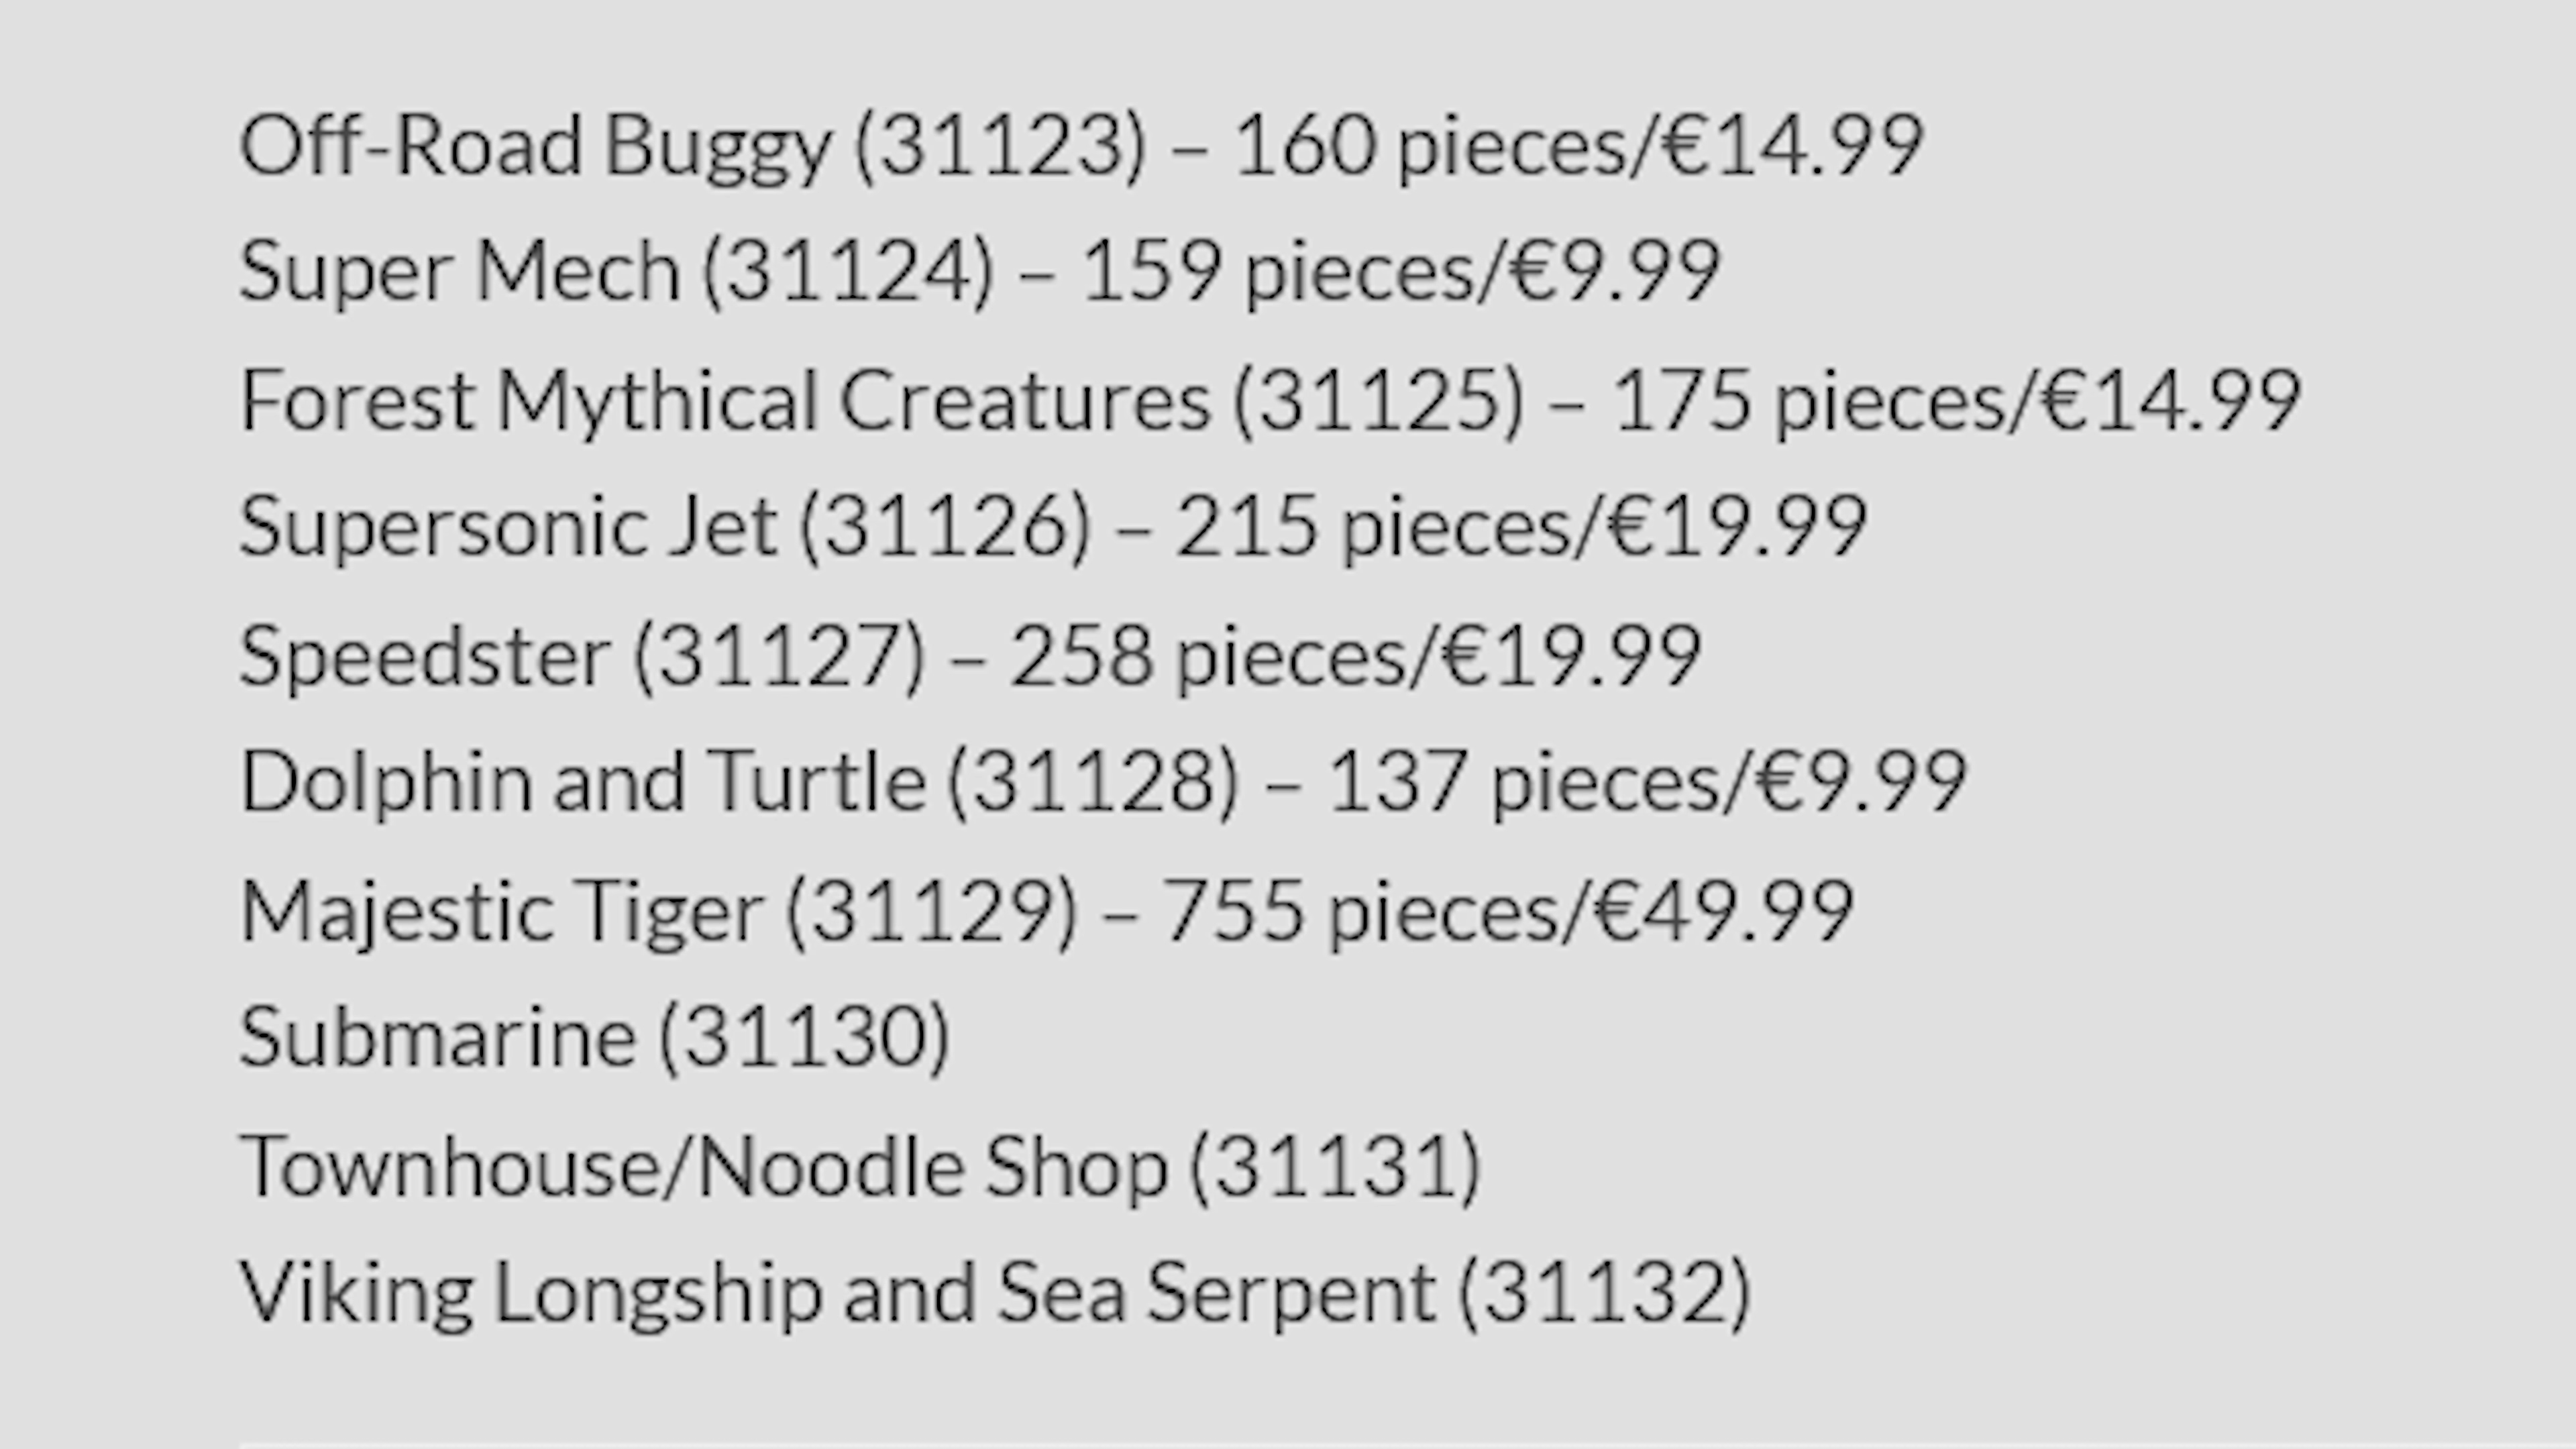 Off-Road Buggy (31123) – 160 pieces/€14.99
Super Mech (31124) – 159 pieces/€9.99
Forest Mythical Creatures (31125) – 175 pieces/€14.99
Supersonic Jet (31126) – 215 pieces/€19.99
Speedster (31127) – 258 pieces/€19.99
Dolphin and Turtle (31128) – 137 pieces/€9.99
Majestic Tiger (31129) – 755 pieces/€49.99
Submarine (31130)
Townhouse/Noodle Shop (31131)
Viking Longship and Sea Serpent (31132)